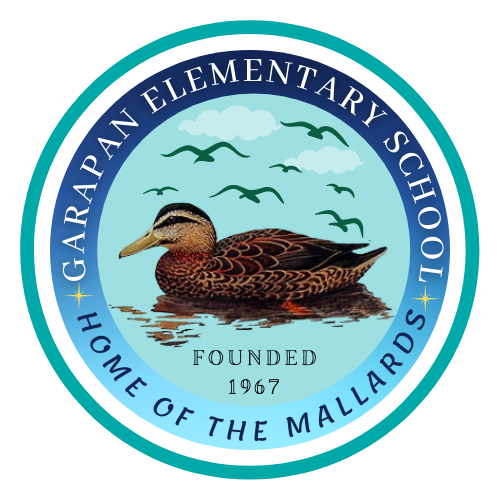 GARAPAN ELEMENTARY SCHOOL
FOUNDED
1967
HOME OF THE MALLARDS